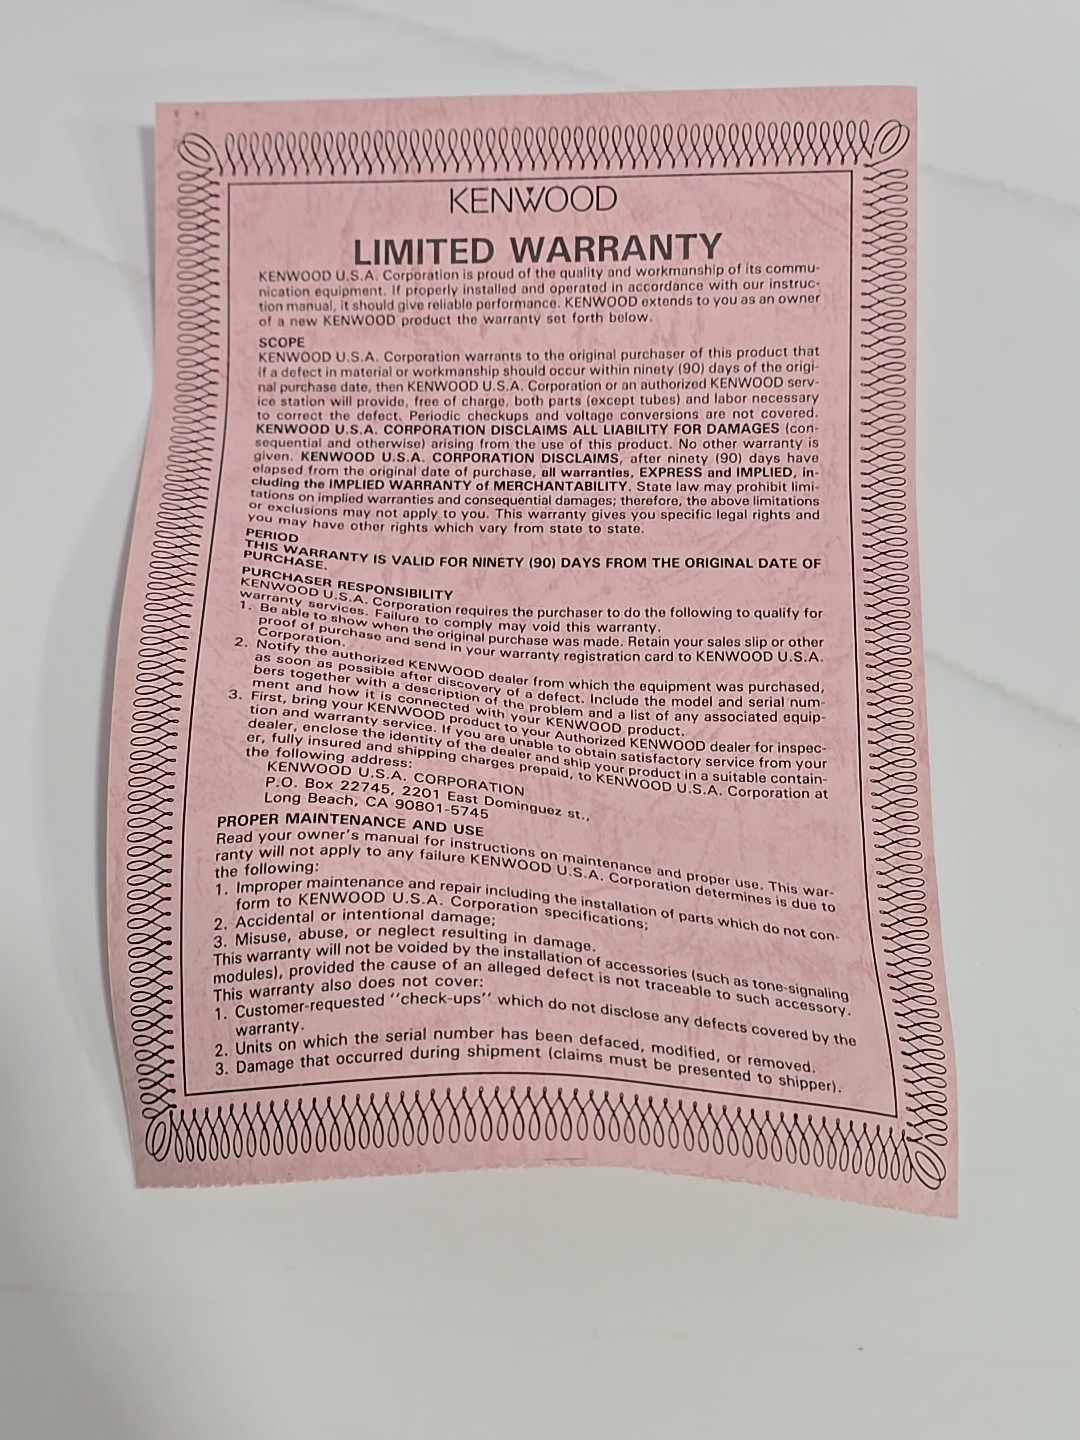 KENWOOD
LIMITED WARRANTY
KENWOOD U.S.A. Corporation is proud of the quality and workmanship of its commu-
nication equipment. If properly installed and operated in accordance with our instruc-
tion manual, it should give reliable performance. KENWOOD extends to you as an owner
of a new KENWOOD product the warranty set forth below.
SCOPE
KENWOOD U.S.A. Corporation warrants to the original purchaser of this product that
if a defect in material or workmanship should occur within ninety (90) days of the origi-
nal purchase date, then KENWOOD U.S.A. Corporation or an authorized KENWOOD serv-
ice station will provide, free of charge, both parts (except tubes) and labor necessary
to correct the defect. Periodic checkups and voltage conversions are not covered.
KENWOOD U.S.A. CORPORATION DISCLAIMS ALL LIABILITY FOR DAMAGES (con-
sequential and otherwise) arising from the use of this product. No other warranty is
given. KENWOOD U.S.A. CORPORATION DISCLAIMS, after ninety (90) days have
elapsed from the original date of purchase, all warranties, EXPRESS and IMPLIED, in-
cluding the IMPLIED WARRANTY of MERCHANTABILITY. State law may prohibit limi-
tations on implied warranties and consequential damages; therefore, the above limitations
or exclusions may not apply to you. This warranty gives you specific legal rights and
you may have other rights which vary from state to state.
PERIOD
THIS WARRANTY IS VALID FOR NINETY (90) DAYS FROM THE ORIGINAL DATE OF
PURCHASE.
PURCHASER RESPONSIBILITY
KENWOOD U.S.A. Corporation requires the purchaser to do the following to qualify for
warranty services. Failure to comply may void this warranty.
1. Be able to show when the original purchase was made. Retain your sales slip or other
proof of purchase and send in your warranty registration card to KENWOOD U.S.A.
Corporation.
2. Notify the authorized KENWOOD dealer from which the equipment was purchased,
as soon as possible after discovery of a defect. Include the model and serial num-
bers together with a description of the problem and a list of any associated equip-
ment and how it is connected with your KENWOOD product.
3. First, bring your KENWOOD product to your Authorized KENWOOD dealer for inspec-
tion and warranty service. If you are unable to obtain satisfactory service from your
dealer, enclose the identity of the dealer and ship your product in a suitable contain-
er, fully insured and shipping charges prepaid, to KENWOOD U.S.A. Corporation at
the following address:
KENWOOD U.S.A. CORPORATION
P.O. Box 22745, 2201 East Dominguez st.,
Long Beach, CA 90801-5745
PROPER MAINTENANCE AND USE
Read your owner's manual for instructions on maintenance and proper use. This war-
ranty will not apply to any failure KENWOOD U.S.A. Corporation determines is due to
the following:
1. Improper maintenance and repair including the installation of parts which do not con-
form to KENWOOD U.S.A. Corporation specifications;
2. Accidental or intentional damage;
3. Misuse, abuse, or neglect resulting in damage.
This warranty will not be voided by the installation of accessories (such as tone-signaling
modules), provided the cause of an alleged defect is not traceable to such accessory.
This warranty also does not cover:
1. Customer-requested "check-ups" which do not disclose any defects covered by the
warranty.
2. Units on which the serial number has been defaced, modified, or removed.
3. Damage that occurred during shipment (claims must be presented to shipper).